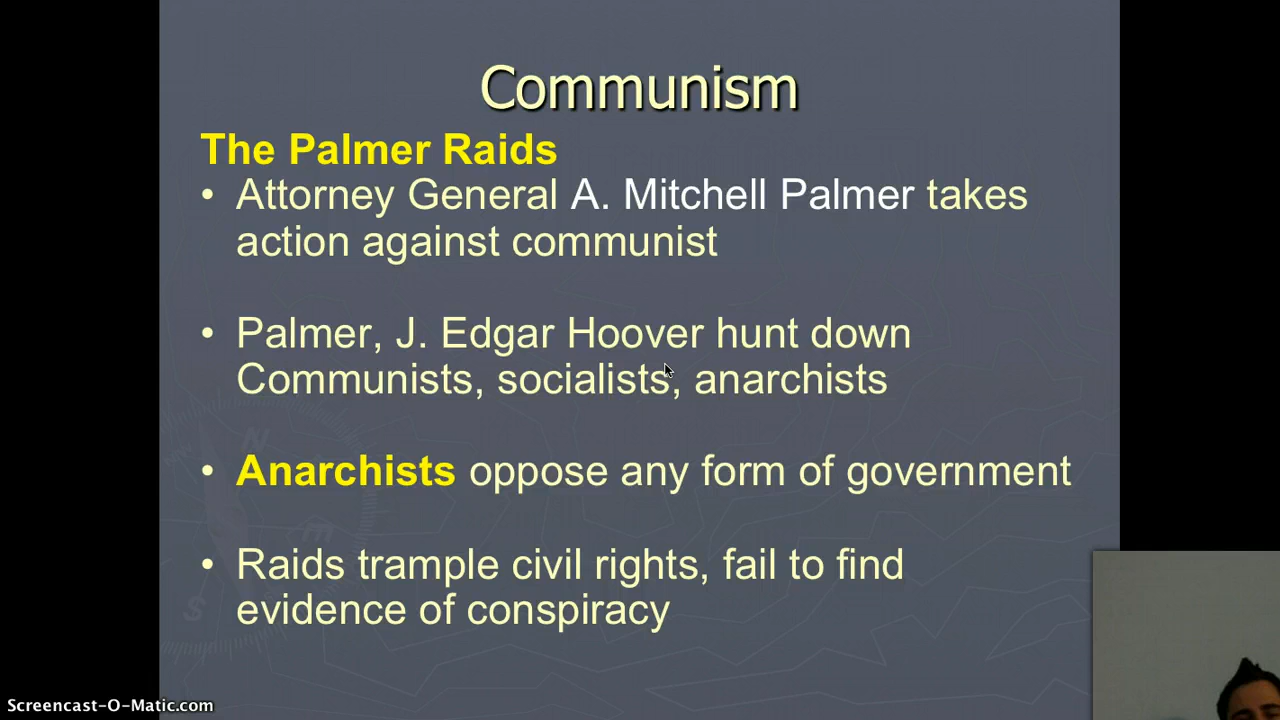 Communism
The Palmer Raids
• Attorney General A. Mitchell Palmer takes
action against communist
• Palmer, J. Edgar Hoover hunt down
Communists, socialists, anarchists
• Anarchists oppose any form of government
• Raids trample civil rights, fail to find
evidence of conspiracy
Screencast-O-Matic.com